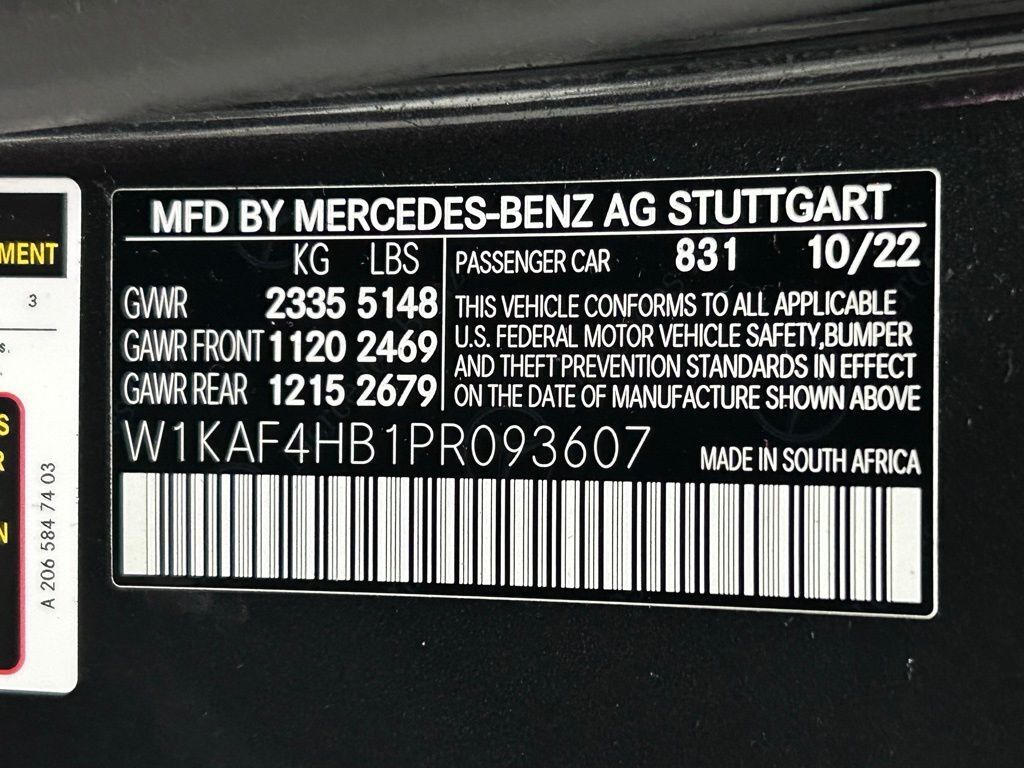 MENT
3
s.
S
R
N
A 206 584 74 03
MFD BY MERCEDES-BENZ AG STUTTGART
KG LBS
GVWR 2335 5148
GAWR FRONT 1120 2469
GAWR REAR 1215 2679
PASSENGER CAR 831 10/22
THIS VEHICLE CONFORMS TO ALL APPLICABLE
U.S. FEDERAL MOTOR VEHICLE SAFETY,BUMPER
AND THEFT PREVENTION STANDARDS IN EFFECT
ON THE DATE OF MANUFACTURE SHOWN ABOVE
W1KAF4HB1PR093607
MADE IN SOUTH AFRICA